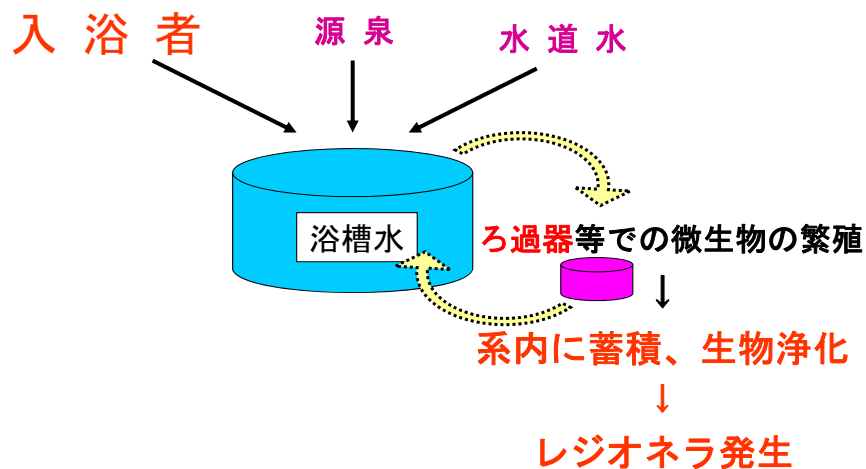 入浴者
源泉
水道水
浴槽水
ろ過器等での微生物の繁殖
↓
系内に蓄積、生物浄化
↓
レジオネラ発生